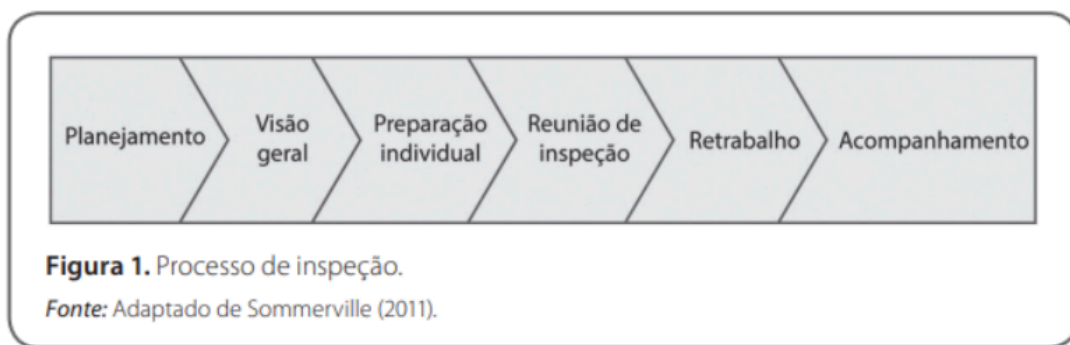 Planejamento
Visão
geral
Preparação
individual
Reunião de
inspeção
Retrabalho
Acompanhamento
Figura 1. Processo de inspeção.
Fonte: Adaptado de Sommerville (2011).